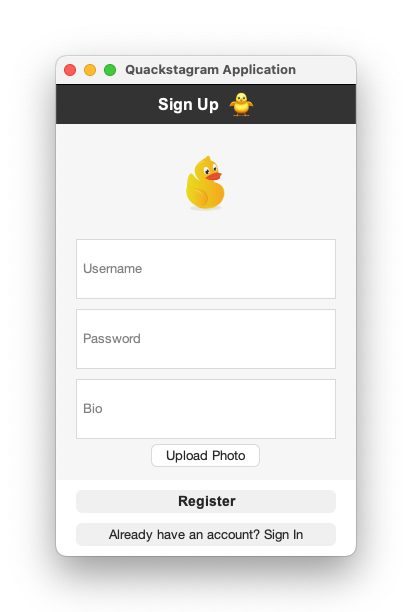 Quackstagram Application
Sign Up
Username
Password
Bio
Upload Photo
Register
Already have an account? Sign In